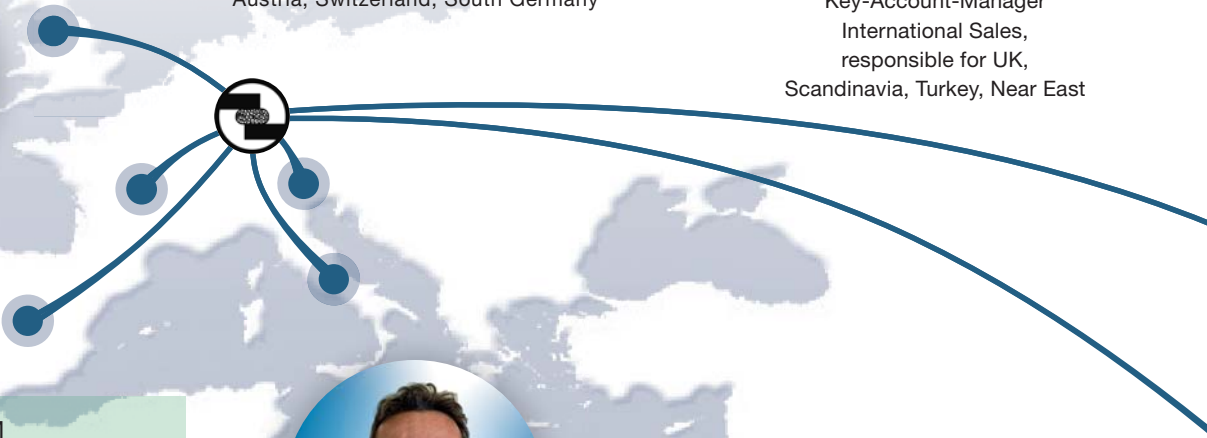 Austria, Switzerland, South Germany
Key-Account-Manager
International Sales,
responsible for UK,
Scandinavia, Turkey, Near East